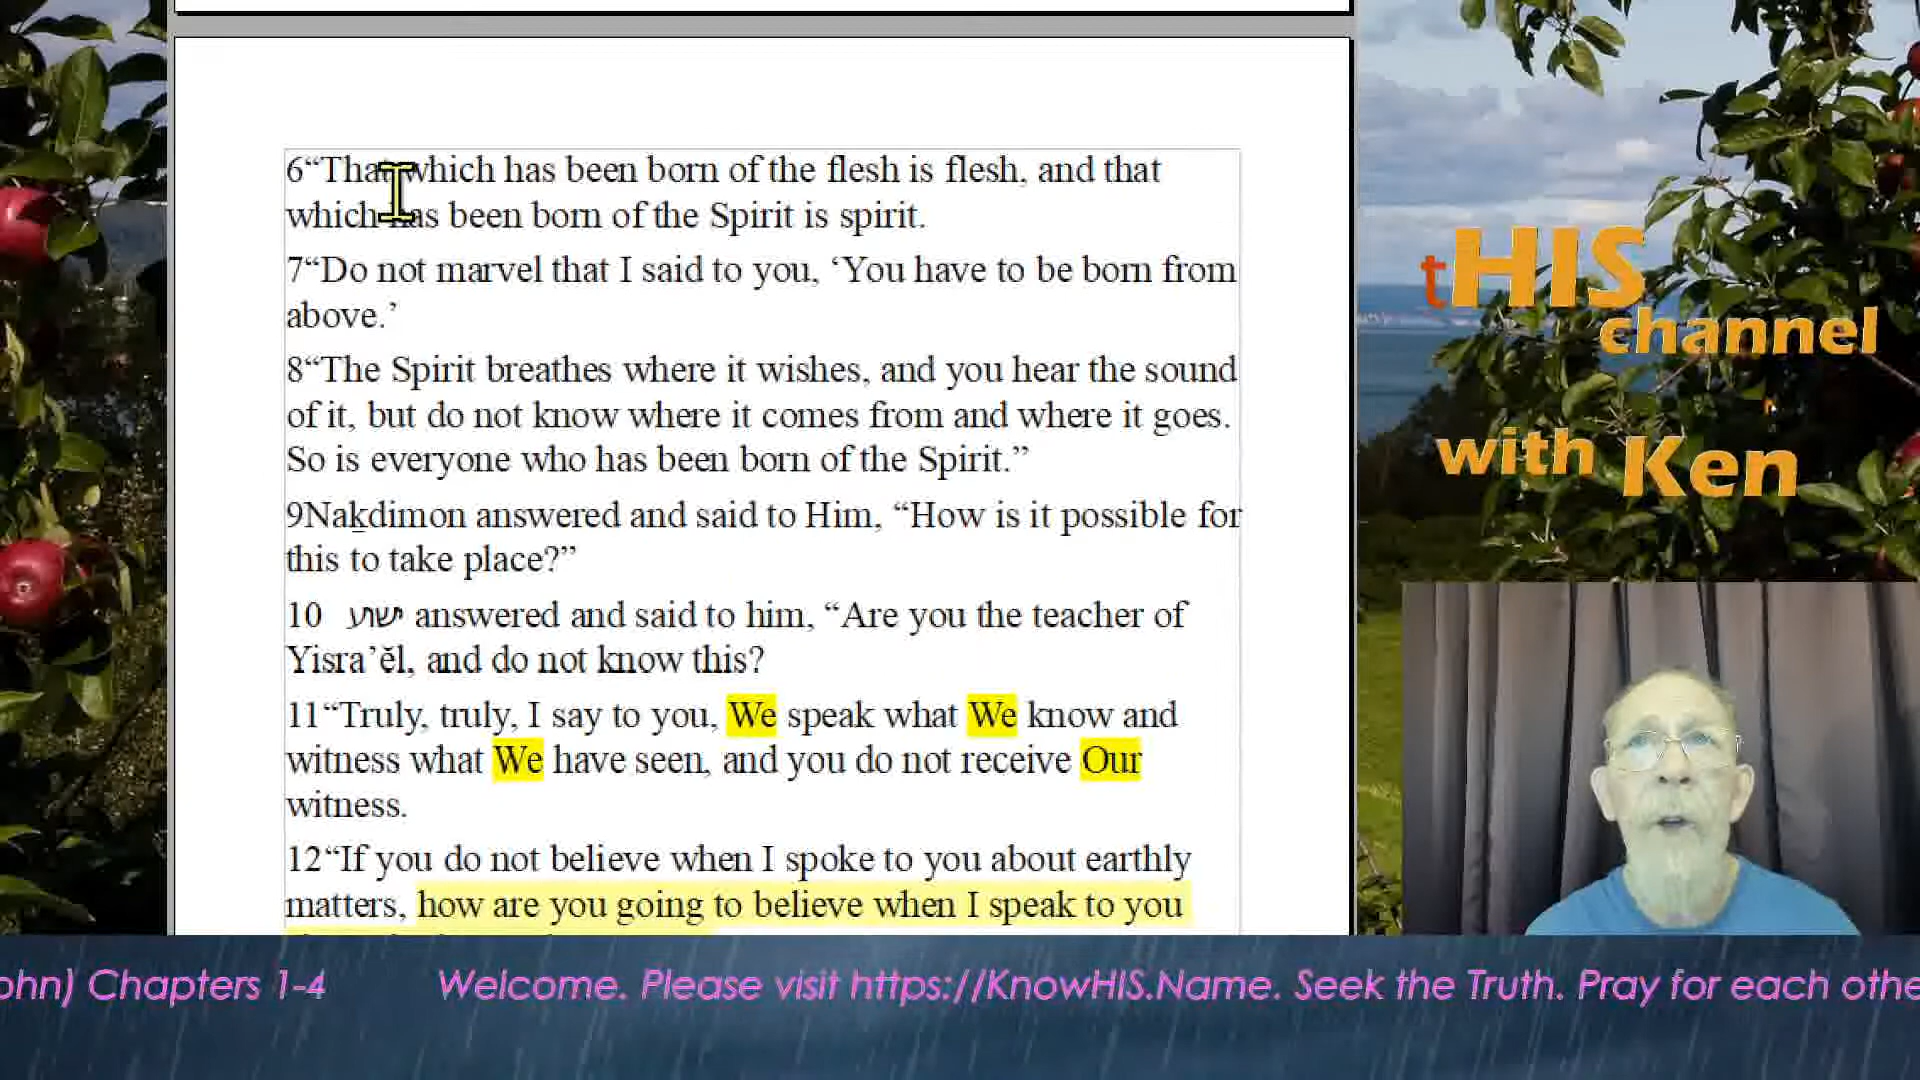 6“That which has been born of the flesh is flesh, and that
which has been born of the Spirit is spirit.
7“Do not marvel that I said to you, ‘You have to be born from
above.’
8“The Spirit breathes where it wishes, and you hear the sound
of it, but do not know where it comes from and where it goes.
So is everyone who has been born of the Spirit.”
9Naḵdimon answered and said to Him, “How is it possible for
this to take place?”
10 ישוע answered and said to him, “Are you the teacher of
Yisra’ĕl, and do not know this?
11“Truly, truly, I say to you, We speak what We know and
witness what We have seen, and you do not receive Our
witness.
12“If you do not believe when I spoke to you about earthly
matters, how are you going to believe when I speak to you
tHIS
channel
with Ken
ohn) Chapters 1-4 Welcome. Please visit https://KnowHIS.Name. Seek the Truth. Pray for each othe